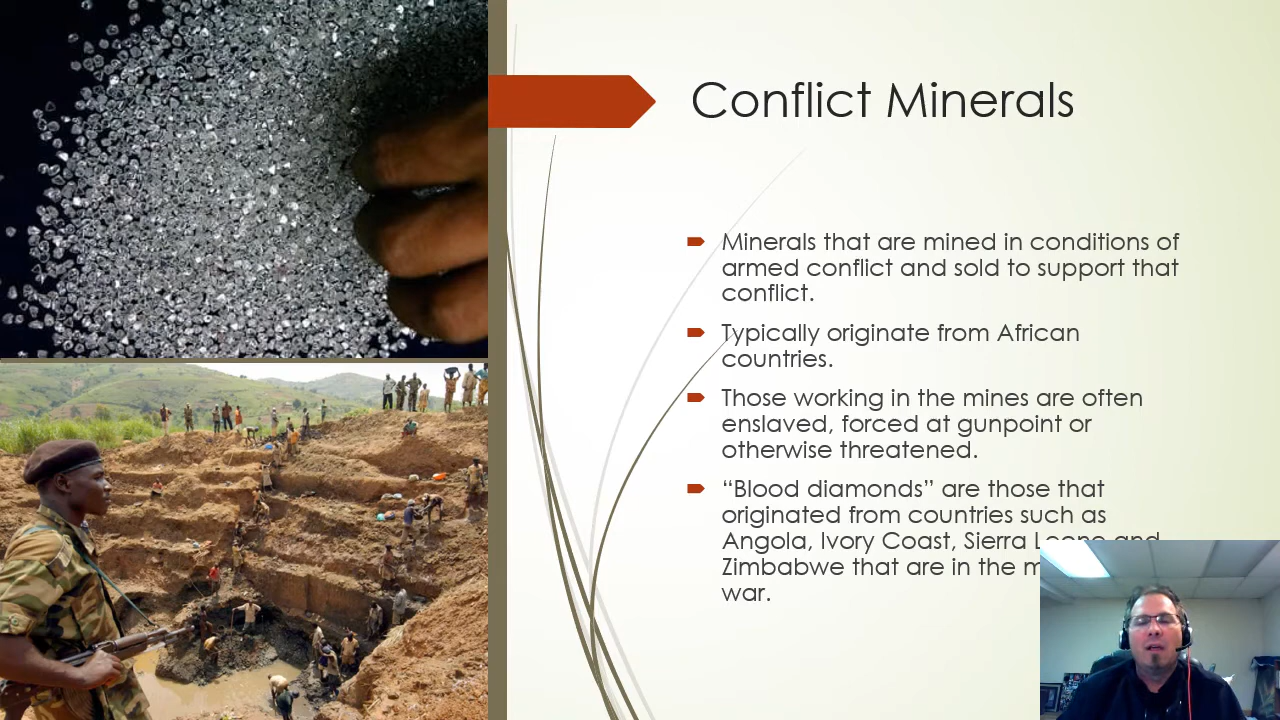 Conflict Minerals
Minerals that are mined in conditions of
armed conflict and sold to support that
conflict.
Typically originate from African
countries.
Those working in the mines are often
enslaved, forced at gunpoint or
otherwise threatened.
“Blood diamonds” are those that
originated from countries such as
Angola, Ivory Coast, Sierra Leone and
Zimbabwe that are in the
war.